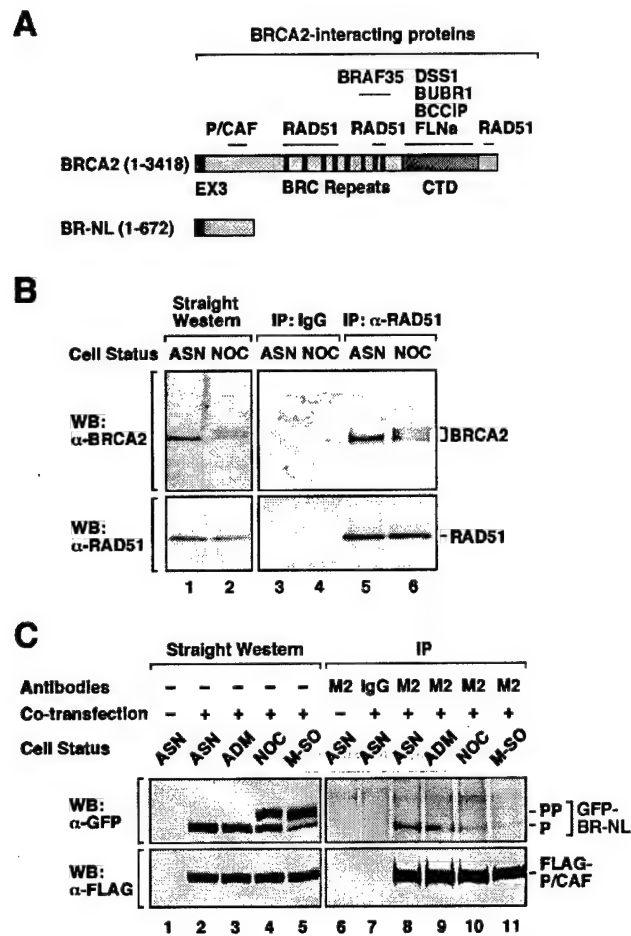 A
BRCA2-interacting proteins
BRAF35 DSS1
BUBR1
BCCIP
P/CAF RAD51 RAD51 FLNa RAD51
BRCA2 (1-3418)
EX3 BRC Repeats CTD
BR-NL (1-672)
B
Straight Western IP: IgG IP: α-RAD51
Cell Status ASN NOC ASN NOC ASN NOC
WB: α-BRCA2 BRCA2
WB: α-RAD51 RAD51
1 2 3 4 5 6
C
Straight Western IP
Antibodies - - - - - M2 IgG M2 M2 M2 M2
Co-transfection - + + + + - + + + + +
Cell Status ASN ASN ADM NOC M-SO ASN ASN ASN ADM NOC M-SO
WB: α-GFP PP P GFP-BR-NL
WB: α-FLAG FLAG-P/CAF
1 2 3 4 5 6 7 8 9 10 11